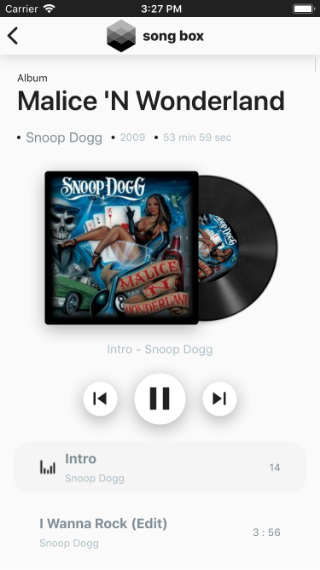 Carrier 3:27 PM
song box
Album
Malice 'N Wonderland
• Snoop Dogg • 2009 • 53 min 59 sec
SNOOP DOGG
MALICE
N
WONDERLAND
Intro - Snoop Dogg
Intro
14
Snoop Dogg
I Wanna Rock (Edit)
3 : 56
Snoop Dogg